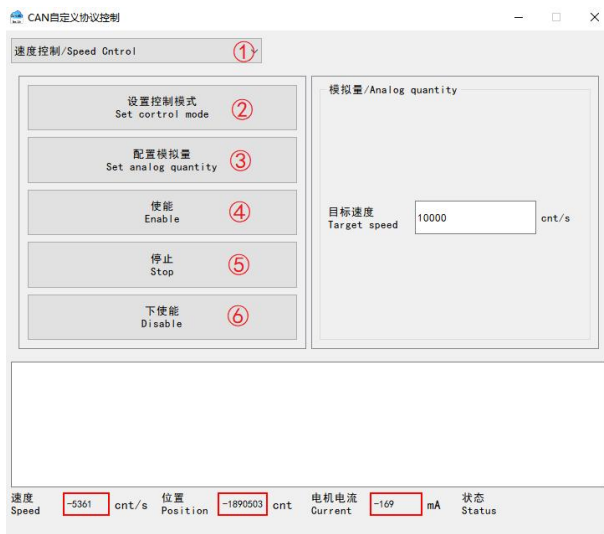 CAN自定义协议控制
速度控制/Speed Cntrol ①
设置控制模式
Set cortrol mode ②
配置模拟量
Set analog quantity ③
使能
Enable ④
停止
Stop ⑤
下使能
Disable ⑥
模拟量/Analog quantity
目标速度
Target speed 10000 cnt/s
速度
Speed -5361 cnt/s
位置
Position -1890503 cnt
电机电流
Current -169 mA
状态
Status